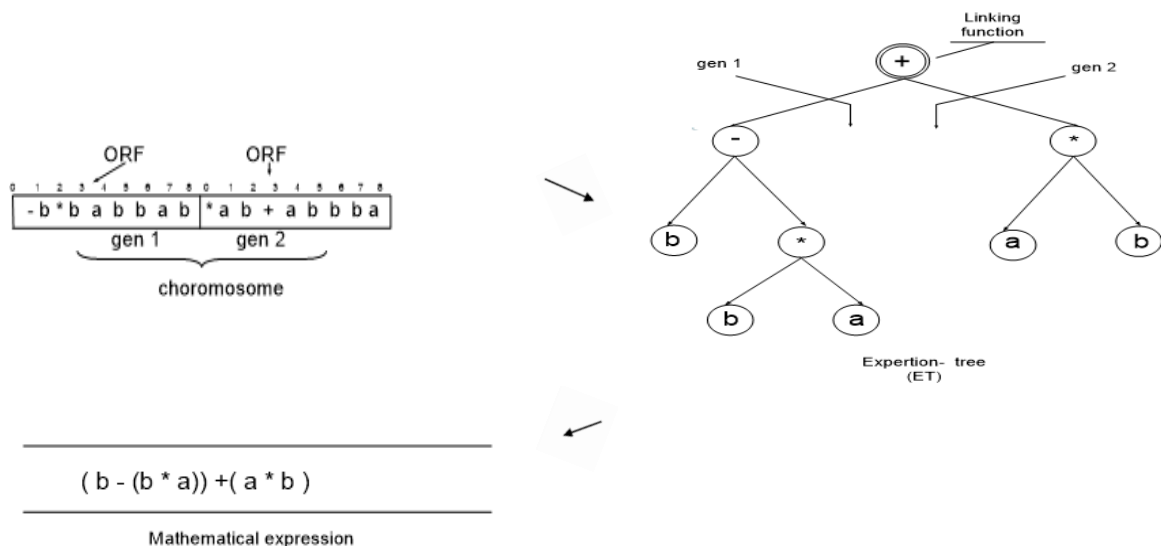 ORF ORF
0 1 2 3 4 5 6 7 8 0 1 2 3 4 5 6 7 8
- b * b a b b a b * a b + a b b b a
gen 1 gen 2
choromosome
Linking
function
gen 1 + gen 2
- *
b * a b
b a
Expertion- tree
(ET)
( b - (b * a)) +( a * b )
Mathematical expression